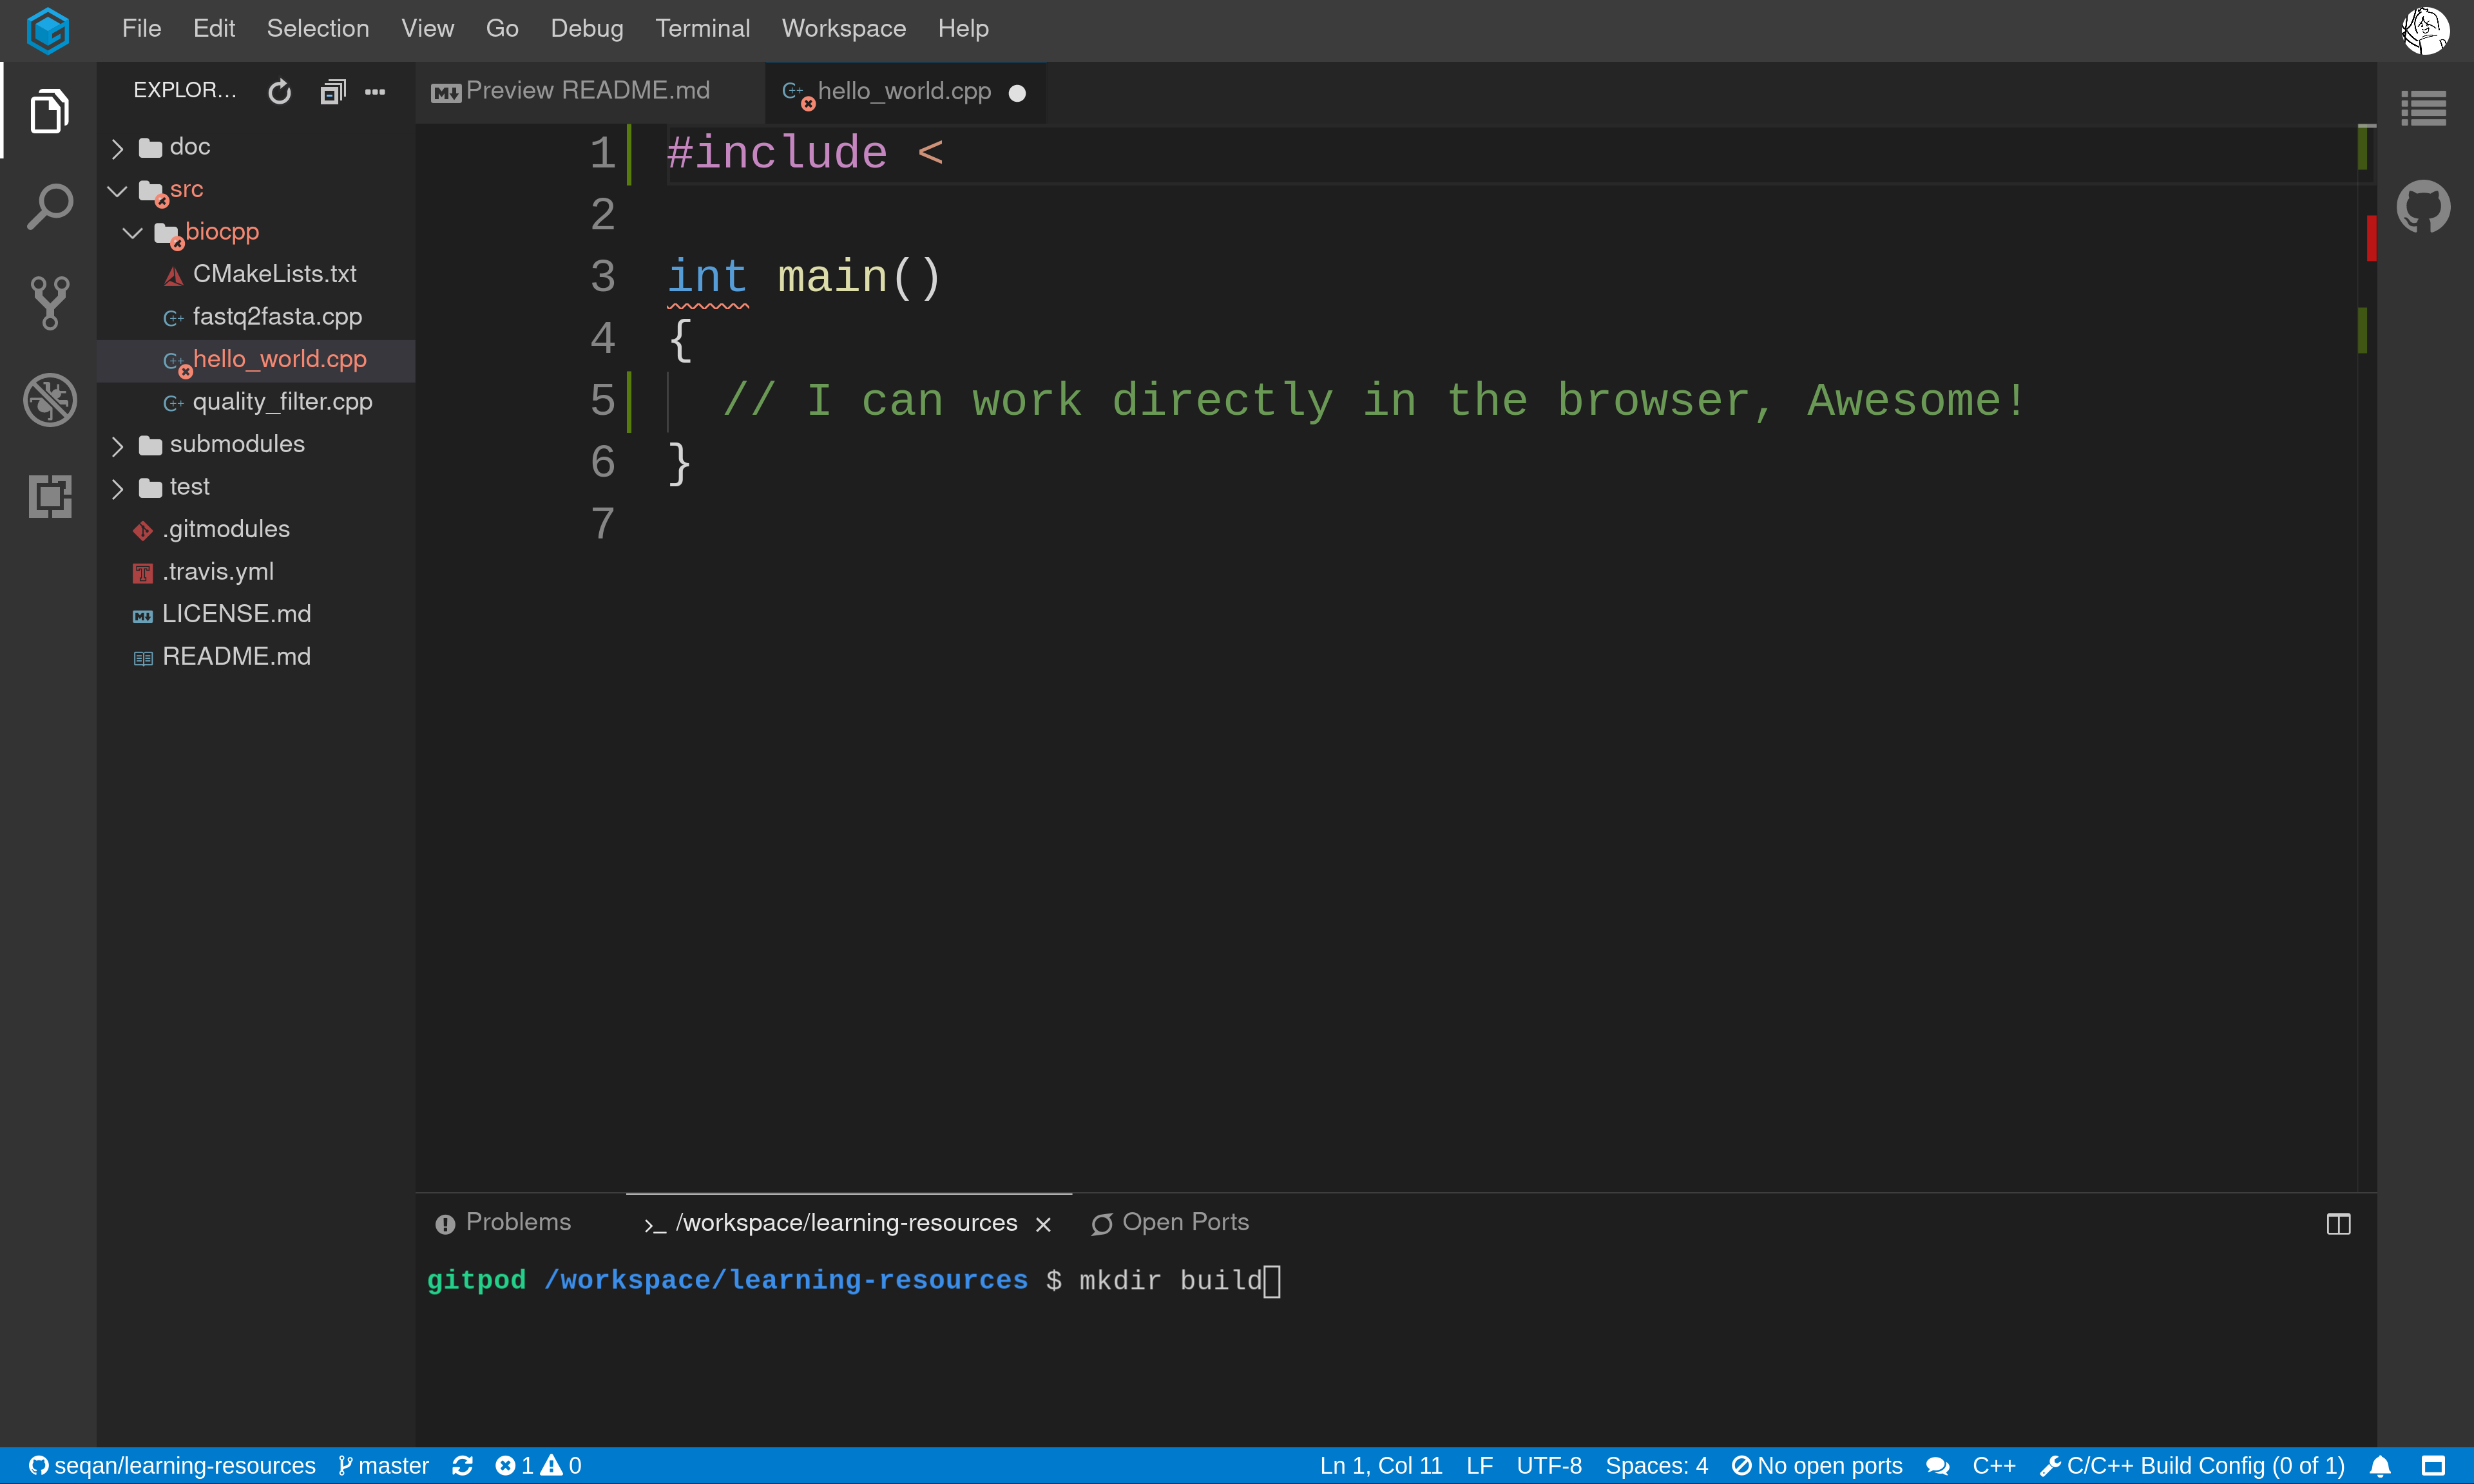 File Edit Selection View Go Debug Terminal Workspace Help
EXPLOR...
Preview README.md
hello_world.cpp
doc
src
biocpp
CMakeLists.txt
fastq2fasta.cpp
hello_world.cpp
quality_filter.cpp
submodules
test
.gitmodules
.travis.yml
LICENSE.md
README.md
1 #include <
2
3 int main()
4 {
5 // I can work directly in the browser, Awesome!
6 }
7
Problems >_ /workspace/learning-resources × Open Ports
gitpod /workspace/learning-resources $ mkdir build
seqan/learning-resources master 1 0 Ln 1, Col 11 LF UTF-8 Spaces: 4 No open ports C++ C/C++ Build Config (0 of 1)